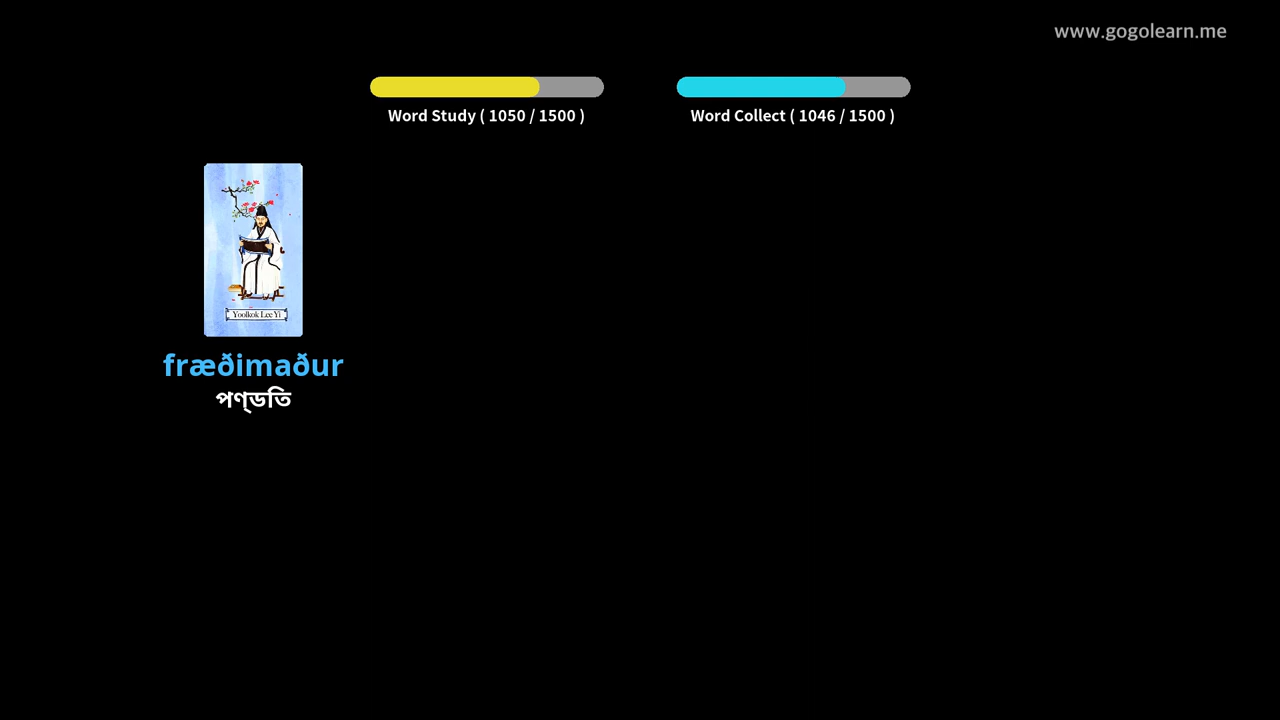 www.gogolearn.me
Word Study ( 1050 / 1500 )
Word Collect ( 1046 / 1500 )
Yoolkok Lee Yi
fræðimaður
পণ্ডিত